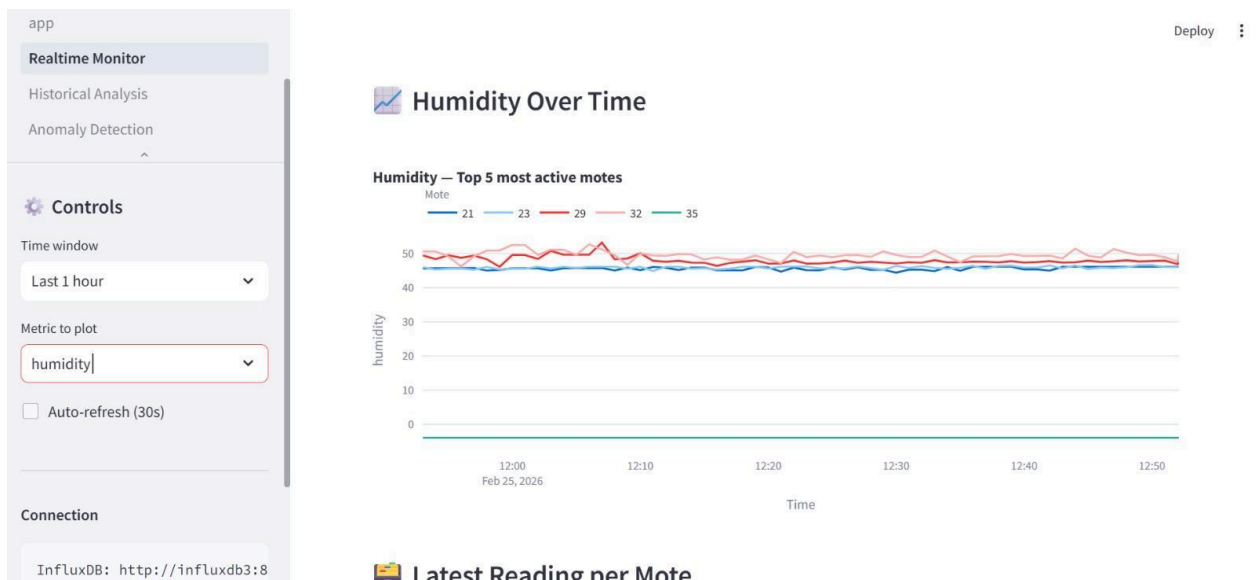 app
Realtime Monitor
Historical Analysis
Anomaly Detection
Controls
Time window
Last 1 hour
Metric to plot
humidity
Auto-refresh (30s)
Connection
InfluxDB: http://influxdb3:8
Deploy
Humidity Over Time
Humidity — Top 5 most active motes
Mote
21 23 29 32 35
50
40
30
20
10
0
humidity
12:00 12:10 12:20 12:30 12:40 12:50
Feb 25, 2026
Time
Latest Reading per Mote